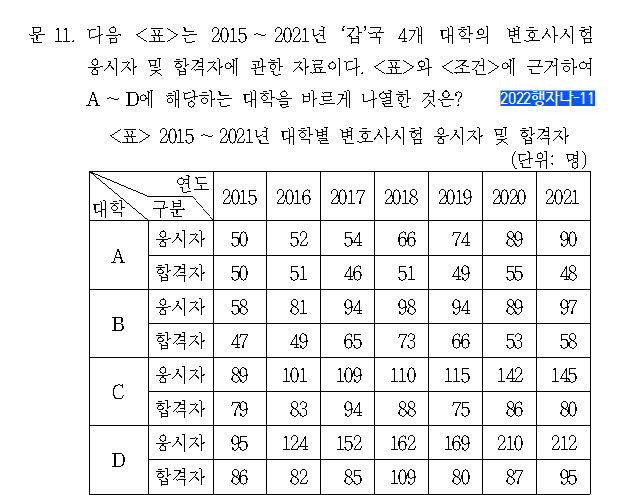 문 11. 다음 <표>는 2015~2021년 ‘갑’국 4개 대학의 변호사시험
응시자 및 합격자에 관한 자료이다. <표>와 <조건>에 근거하여
A~D에 해당하는 대학을 바르게 나열한 것은? 2022행자나-11
<표> 2015~2021년 대학별 변호사시험 응시자 및 합격자
(단위: 명)
대학 구분 연도 2015 2016 2017 2018 2019 2020 2021
A 응시자 50 52 54 66 74 89 90
합격자 50 51 46 51 49 55 48
B 응시자 58 81 94 98 94 89 97
합격자 47 49 65 73 66 53 58
C 응시자 89 101 109 110 115 142 145
합격자 79 83 94 88 75 86 80
D 응시자 95 124 152 162 169 210 212
합격자 86 82 85 109 80 87 95